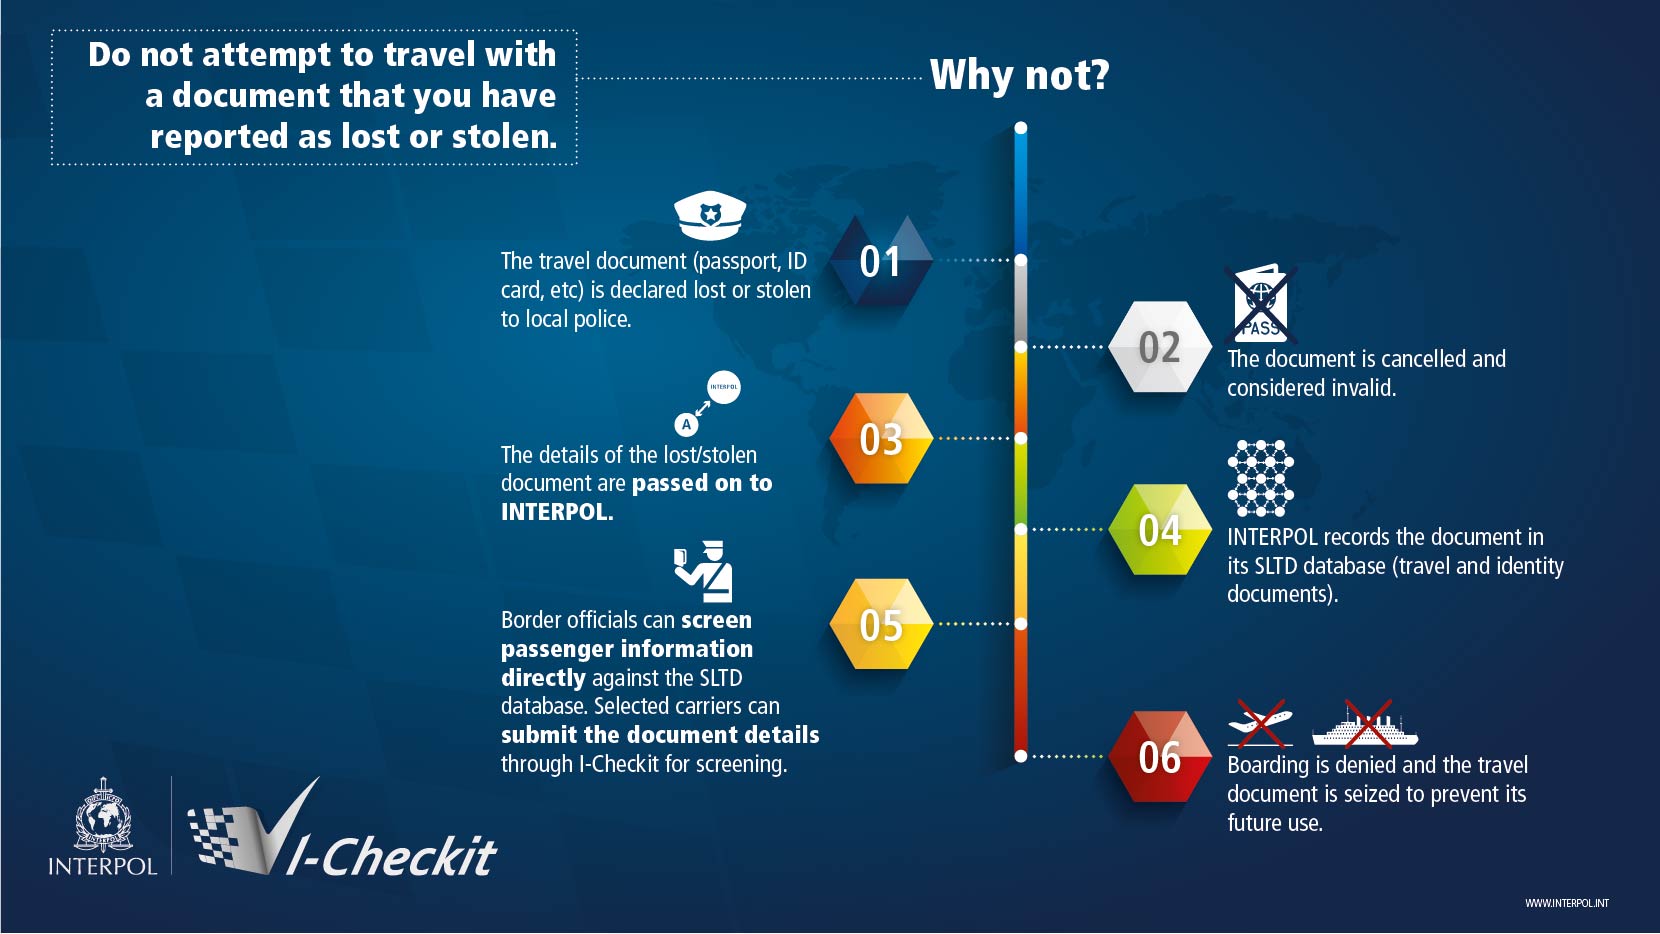 Do not attempt to travel with
a document that you have
reported as lost or stolen.
Why not?
The travel document (passport, ID
card, etc) is declared lost or stolen
to local police.
01
02
PASS
The document is cancelled and
considered invalid.
INTERPOL
A
03
The details of the lost/stolen
document are passed on to
INTERPOL.
04
INTERPOL records the document in
its SLTD database (travel and identity
documents).
05
Border officials can screen
passenger information
directly against the SLTD
database. Selected carriers can
submit the document details
through I-Checkit for screening.
06
Boarding is denied and the travel
document is seized to prevent its
future use.
INTERPOL
INTERPOL
I-Checkit
WWW.INTERPOL.INT